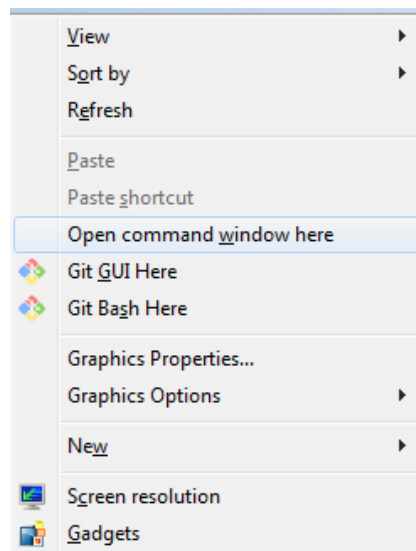 View
Sort by
Refresh
Paste
Paste shortcut
Open command window here
Git GUI Here
Git Bash Here
Graphics Properties...
Graphics Options
New
Screen resolution
Gadgets